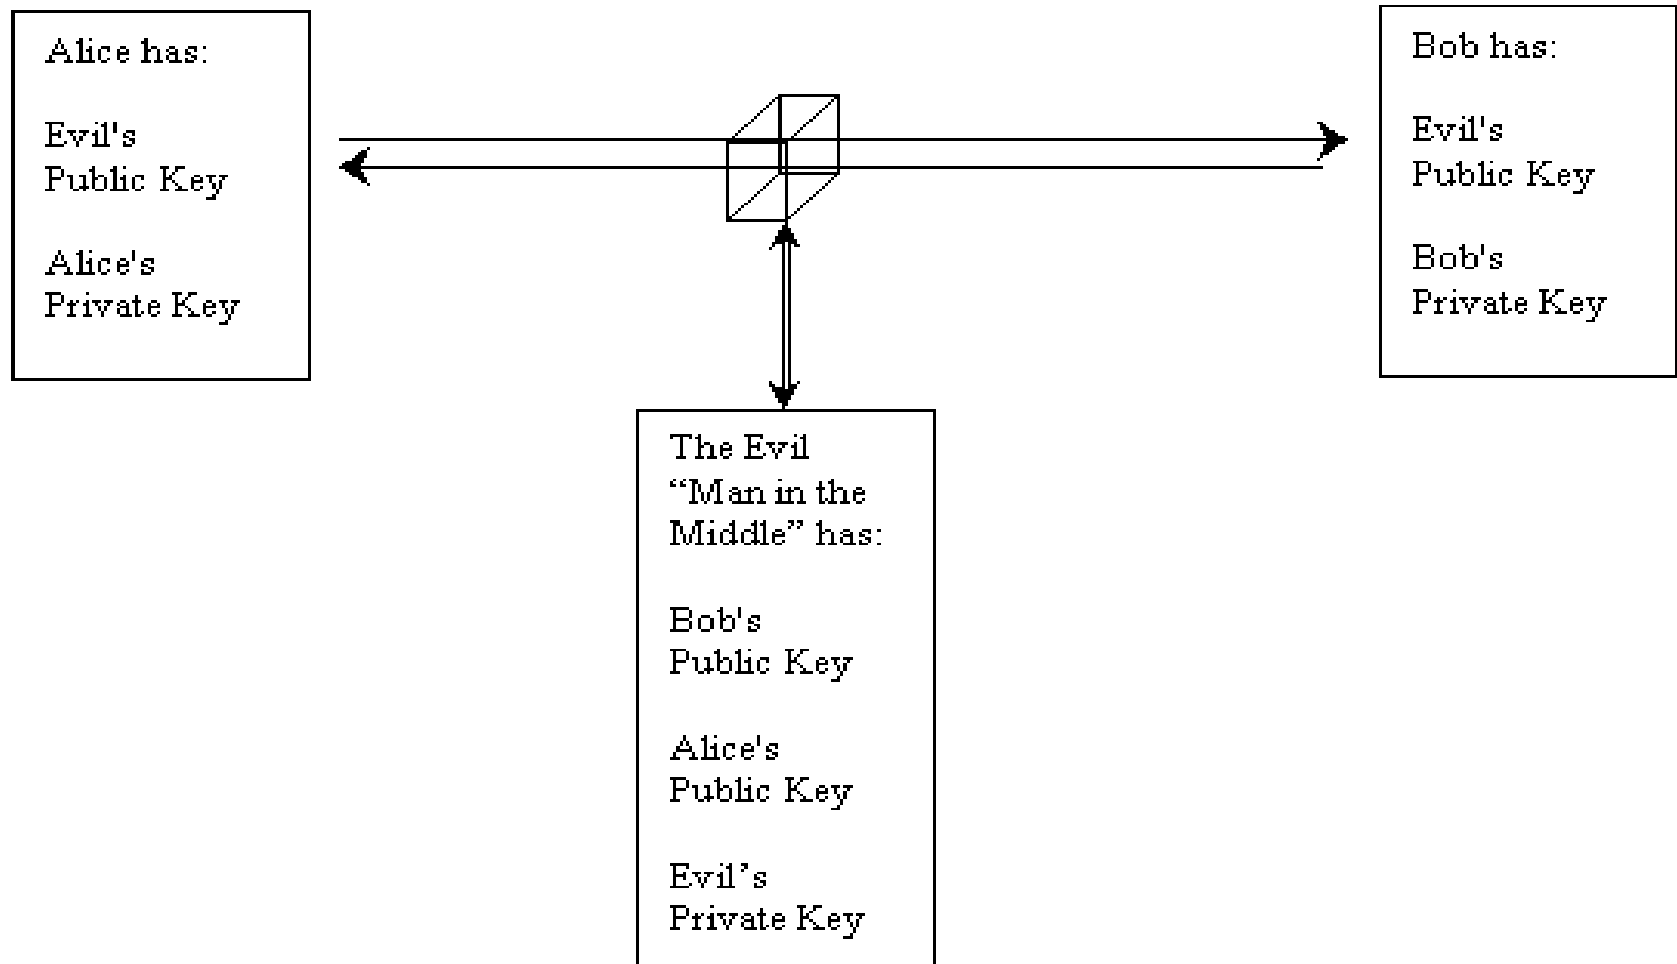 Alice has:
Evil's
Public Key
Alice's
Private Key
Bob has:
Evil's
Public Key
Bob's
Private Key
The Evil
“Man in the
Middle” has:
Bob's
Public Key
Alice's
Public Key
Evil’s
Private Key